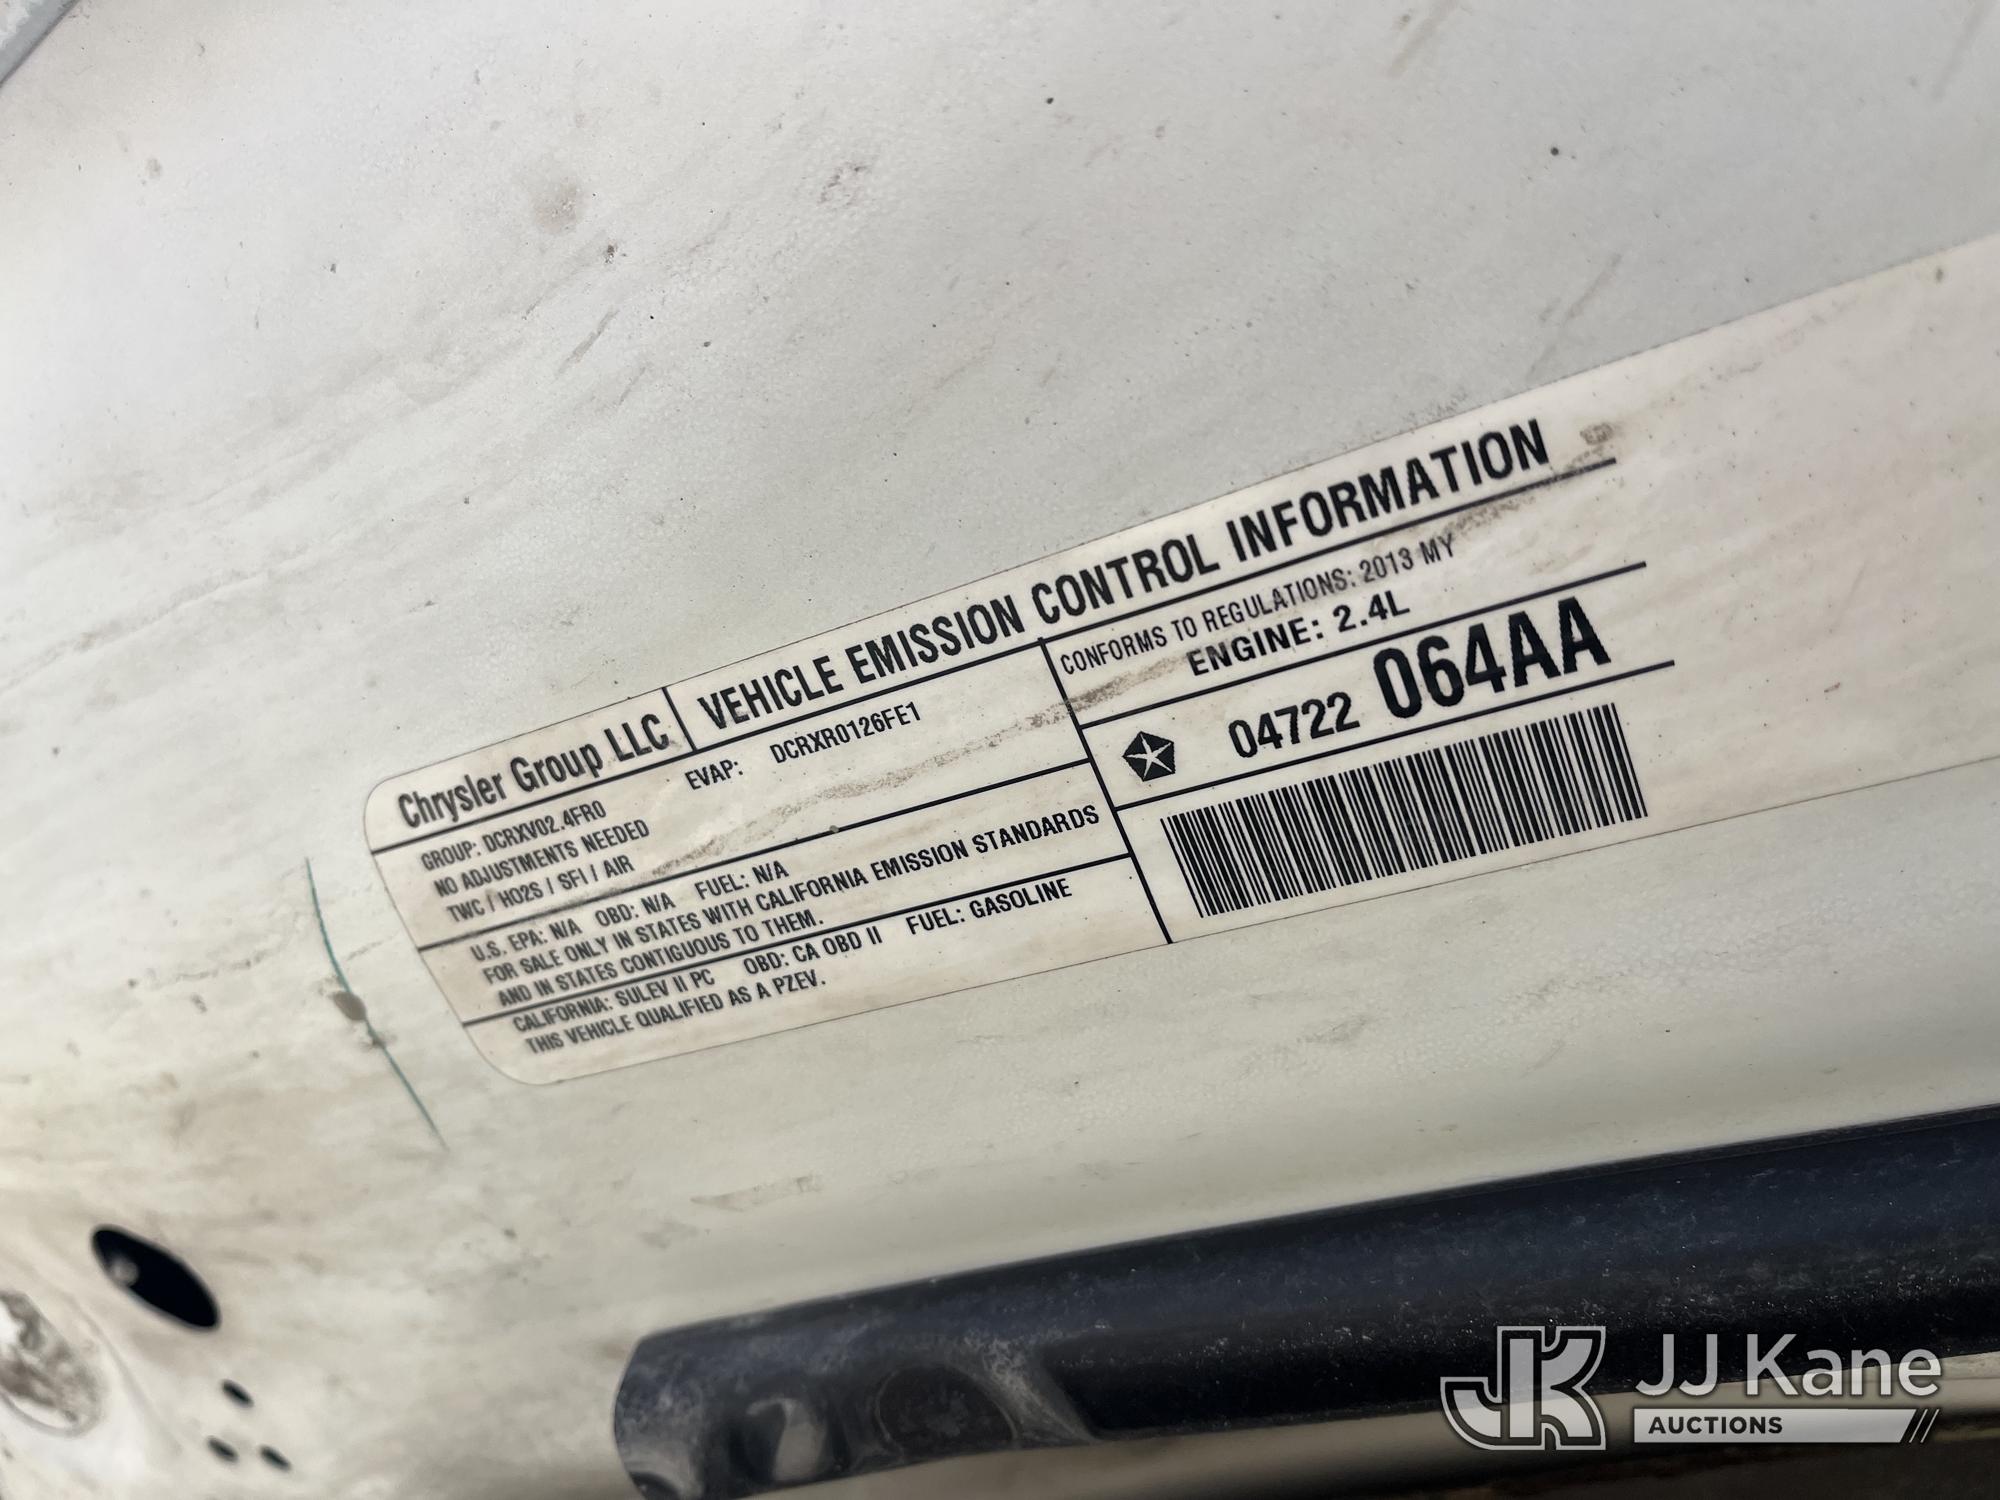 Chrysler Group LLC
VEHICLE EMISSION CONTROL INFORMATION
GROUP: DCRXV02.4FR0
EVAP: DCRXR0126FE1
NO ADJUSTMENTS NEEDED
TWC / HO2S / SFI / AIR
CONFORMS TO REGULATIONS: 2013 MY
ENGINE: 2.4L
U.S. EPA: N/A OBD: N/A FUEL: N/A
FOR SALE ONLY IN STATES WITH CALIFORNIA EMISSION STANDARDS
AND IN STATES CONTIGUOUS TO THEM.
04722 064AA
CALIFORNIA: SULEV II PC OBD: CA OBD II FUEL: GASOLINE
THIS VEHICLE QUALIFIED AS A PZEV.
JK JJ Kane
AUCTIONS